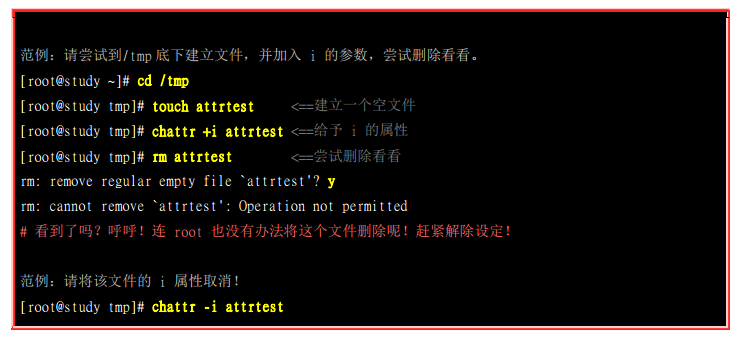 范例：请尝试到/tmp 底下建立文件，并加入 i 的参数，尝试删除看看。
[root@study ~]# cd /tmp
[root@study tmp]# touch attrtest <==建立一个空文件
[root@study tmp]# chattr +i attrtest <==给予 i 的属性
[root@study tmp]# rm attrtest <==尝试删除看看
rm: remove regular empty file `attrtest'? y
rm: cannot remove `attrtest': Operation not permitted
# 看到了吗？呼呼！连 root 也没有办法将这个文件删除呢！赶紧解除设定！
范例：请将该文件的 i 属性取消！
[root@study tmp]# chattr -i attrtest